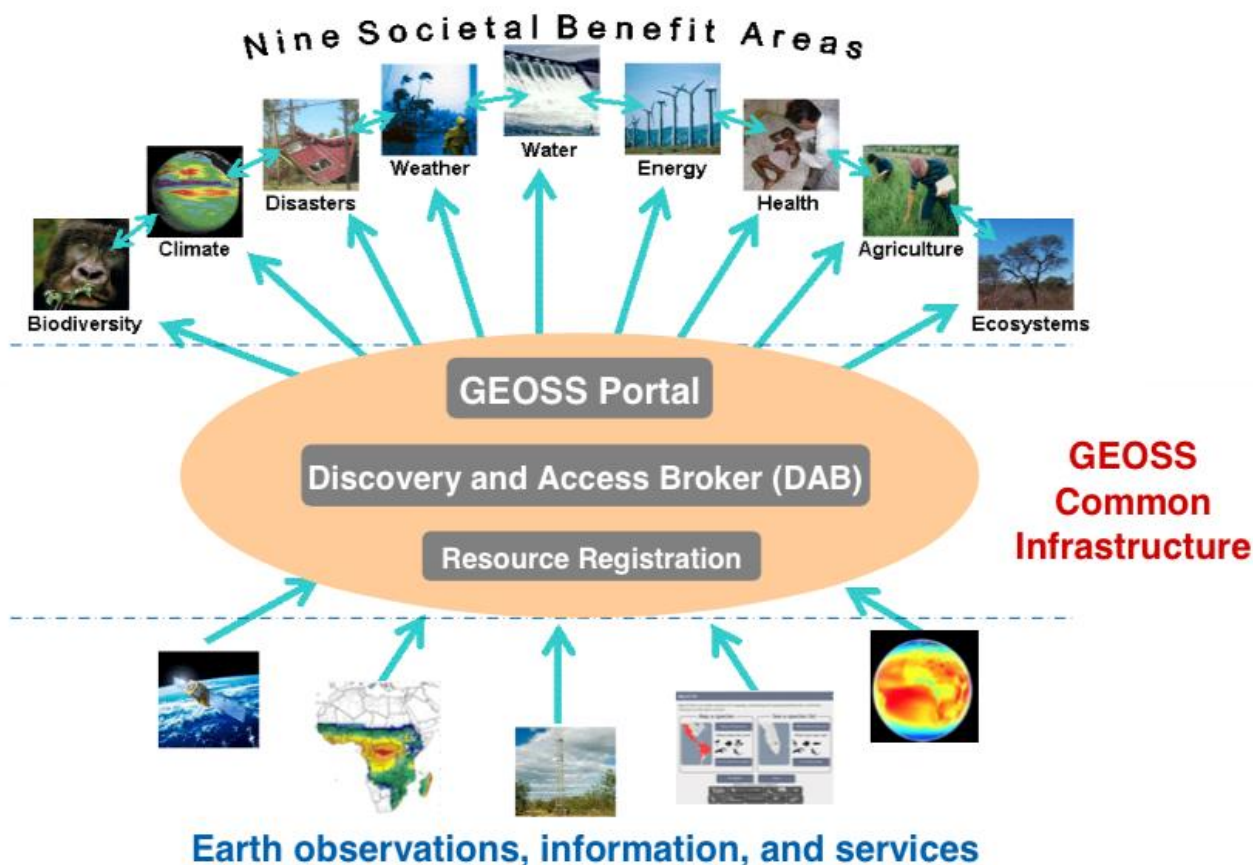 Nine Societal Benefit Areas
Water
Weather
Energy
Disasters
Health
Climate
Agriculture
Biodiversity
Ecosystems
GEOSS Portal
Discovery and Access Broker (DAB)
Resource Registration
GEOSS
Common
Infrastructure
Earth observations, information, and services